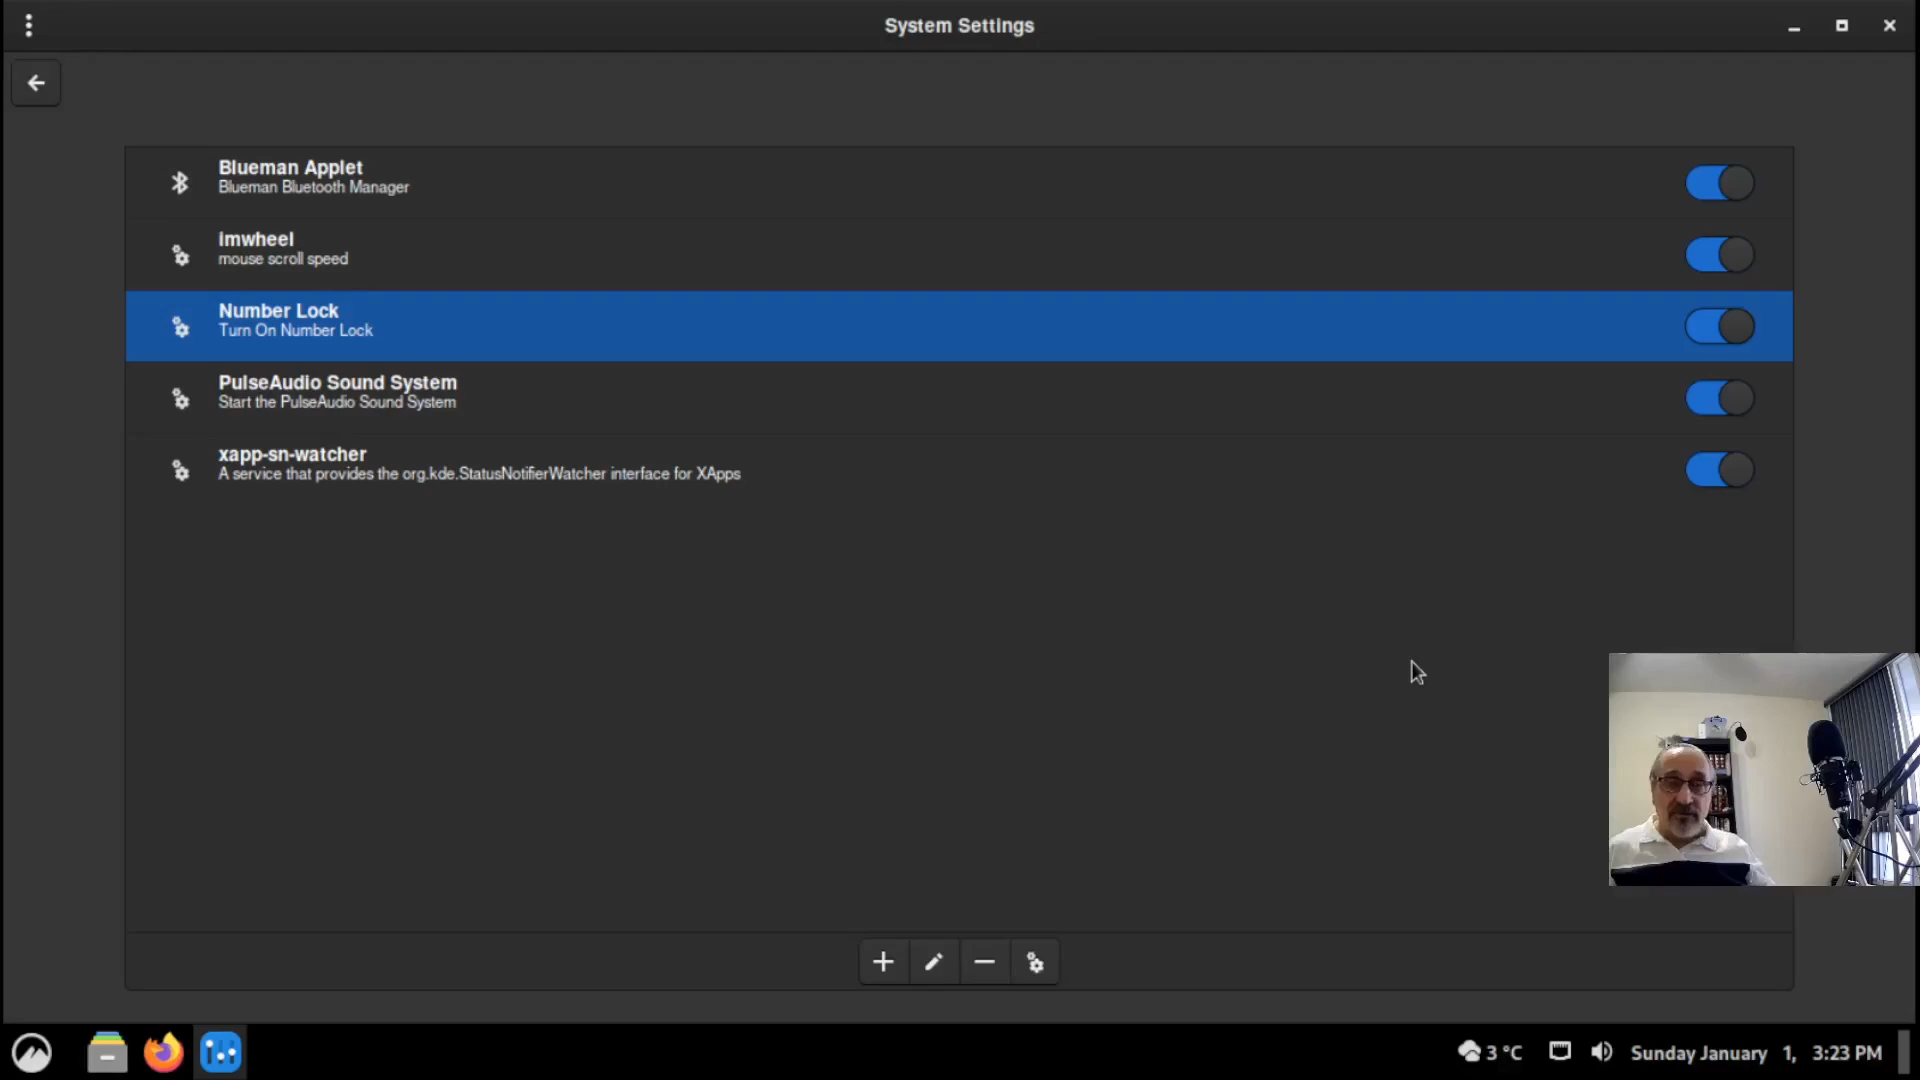 System Settings
Blueman Applet
Blueman Bluetooth Manager
imwheel
mouse scroll speed
Number Lock
Turn On Number Lock
PulseAudio Sound System
Start the PulseAudio Sound System
xapp-sn-watcher
A service that provides the org.kde.StatusNotifierWatcher interface for XApps
3 °C
Sunday January 1, 3:23 PM